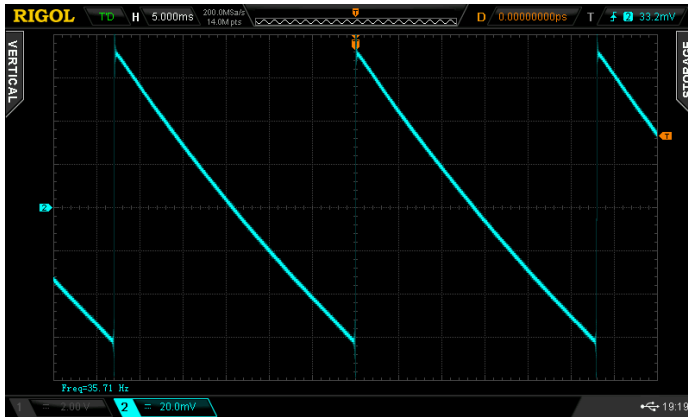 RIGOL T'D H 5.000ms 200.0MSa/s 14.0M pts T D 0.00000000ps T 2 33.2mV
VERTICAL
STORAGE
T
T
2
Freq=35.71 Hz
1 = 2.00 V 2 = 20.0mV 19:19